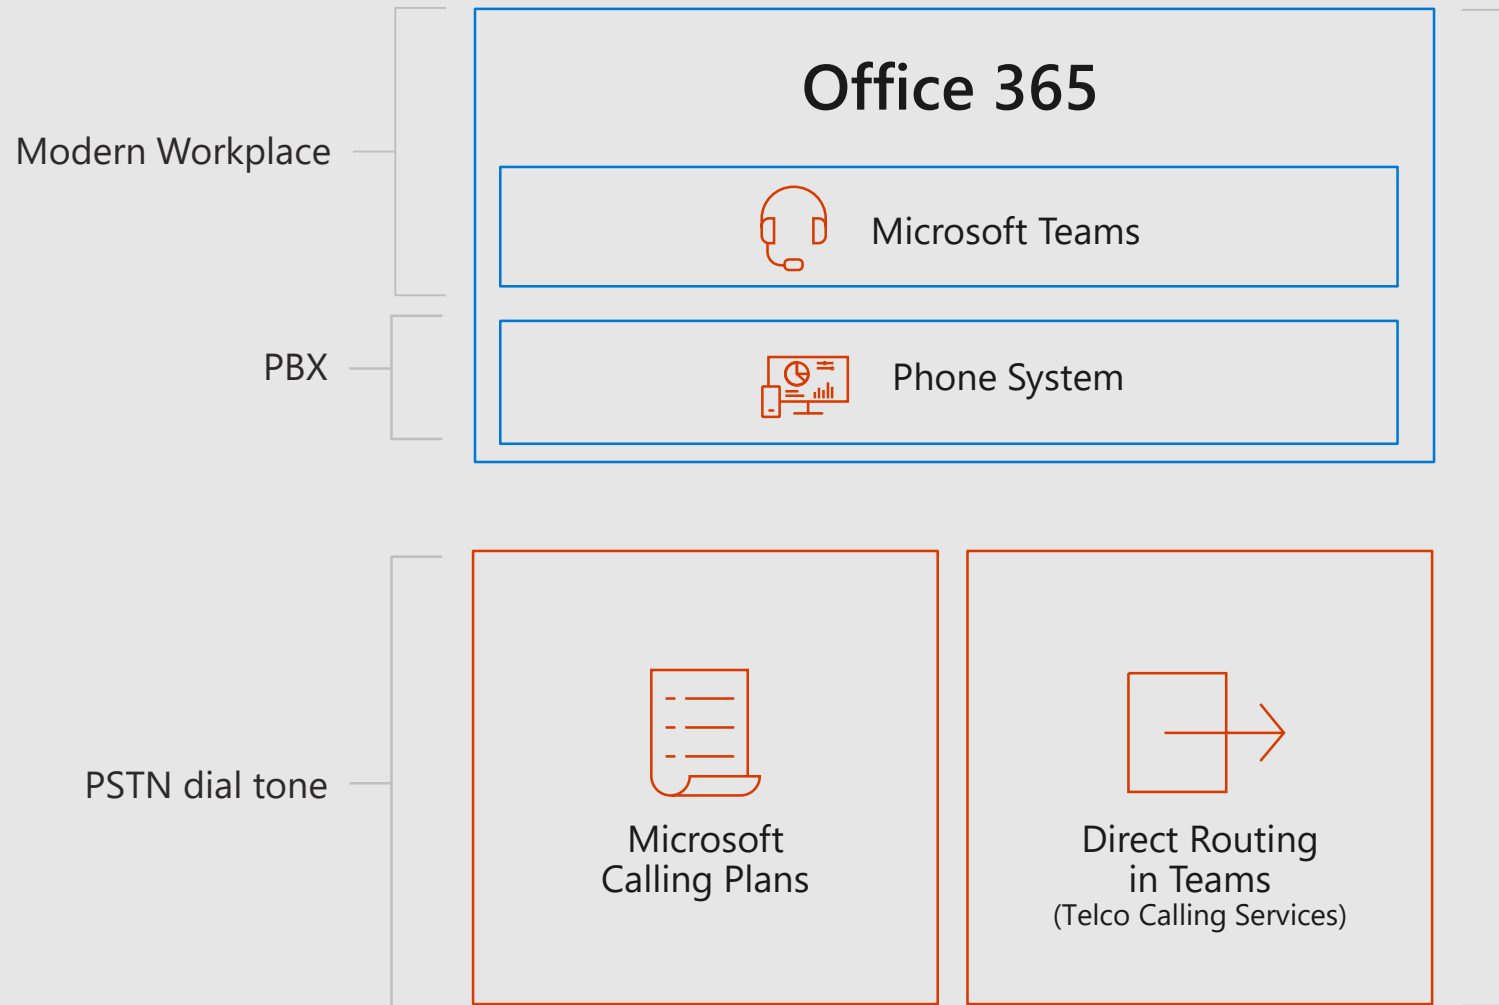 Office 365
Modern Workplace
Microsoft Teams
PBX
Phone System
PSTN dial tone
Microsoft
Calling Plans
Direct Routing
in Teams
(Telco Calling Services)